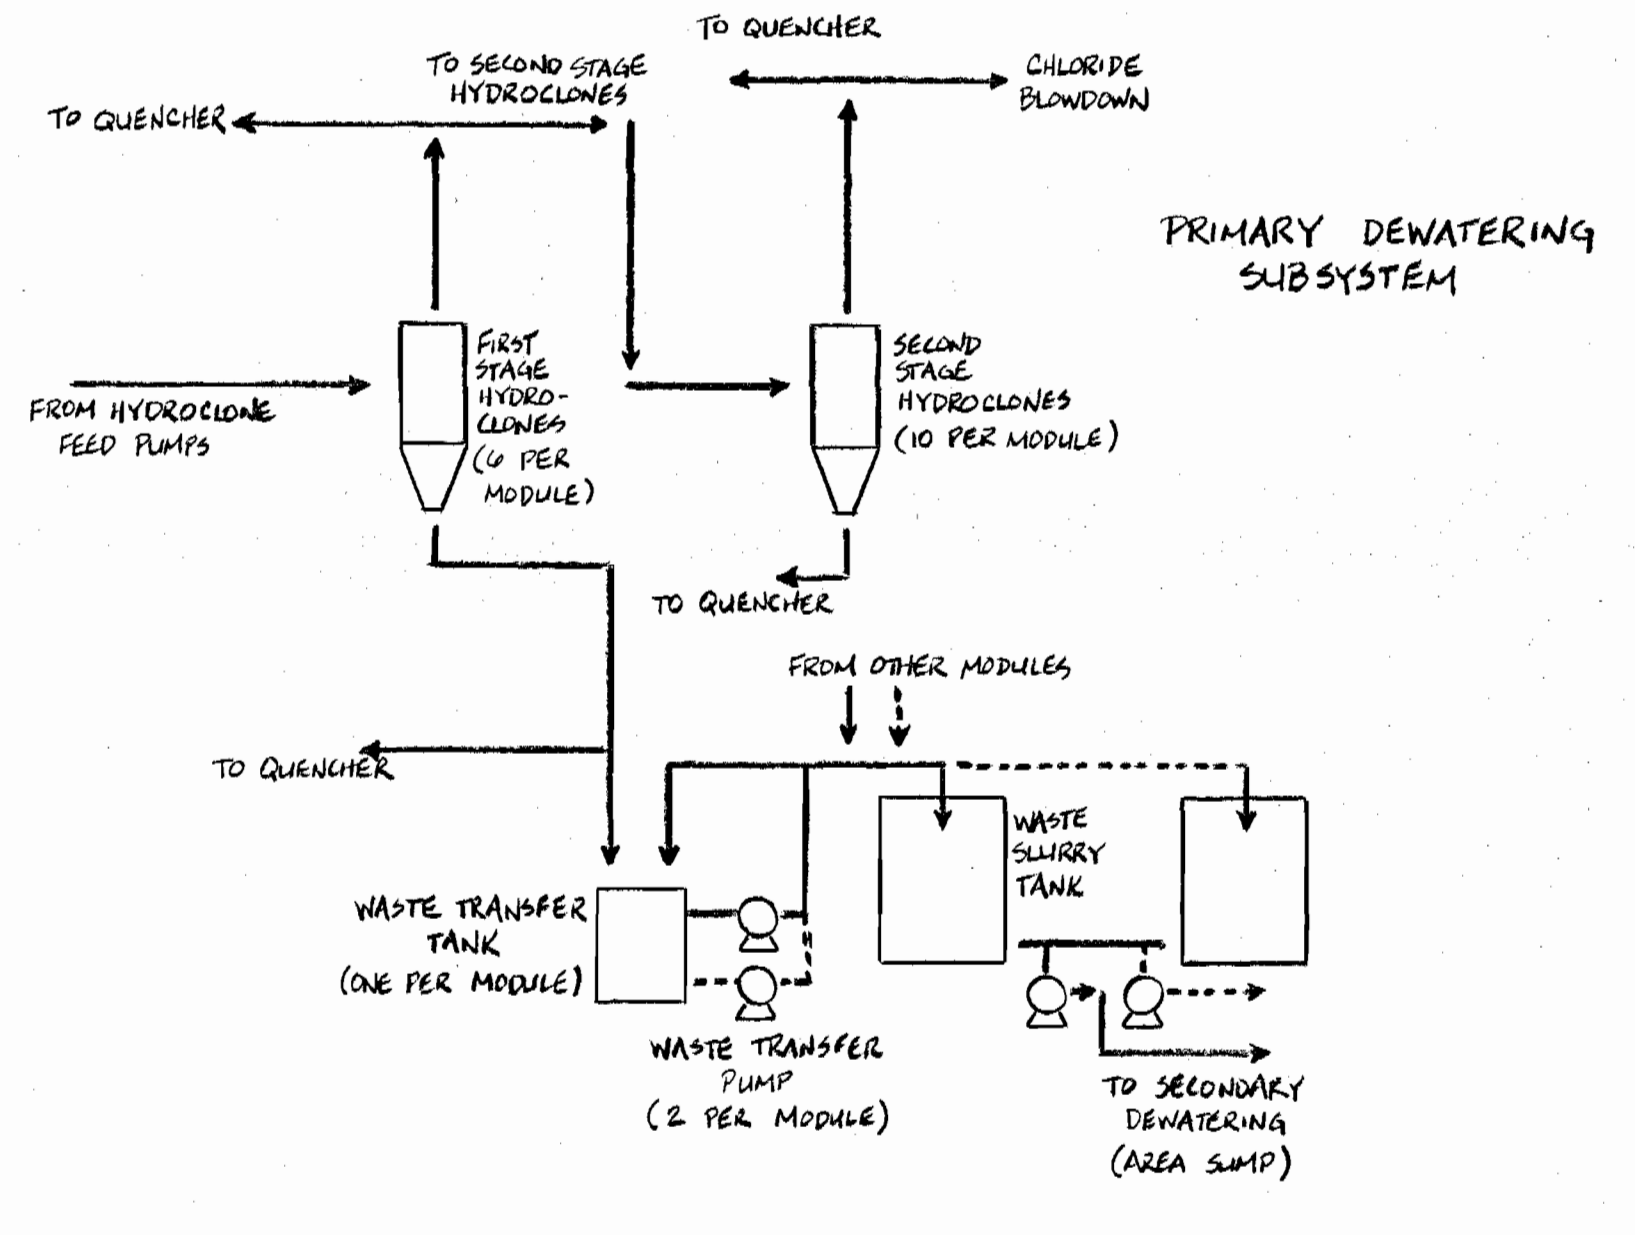 TO QUENCHER
TO SECOND STAGE
HYDROCLONES
CHLORIDE
BLOWDOWN
TO QUENCHER
PRIMARY DEWATERING
SUBSYSTEM
FIRST
STAGE
HYDRO-
CLONES
(6 PER
MODULE)
SECOND
STAGE
HYDROCLONES
(10 PER MODULE)
FROM HYDROCLONE
FEED PUMPS
TO QUENCHER
FROM OTHER MODULES
TO QUENCHER
WASTE
SLURRY
TANK
WASTE TRANSFER
TANK
(ONE PER MODULE)
WASTE TRANSFER
PUMP
(2 PER MODULE)
TO SECONDARY
DEWATERING
(AREA SUMP)